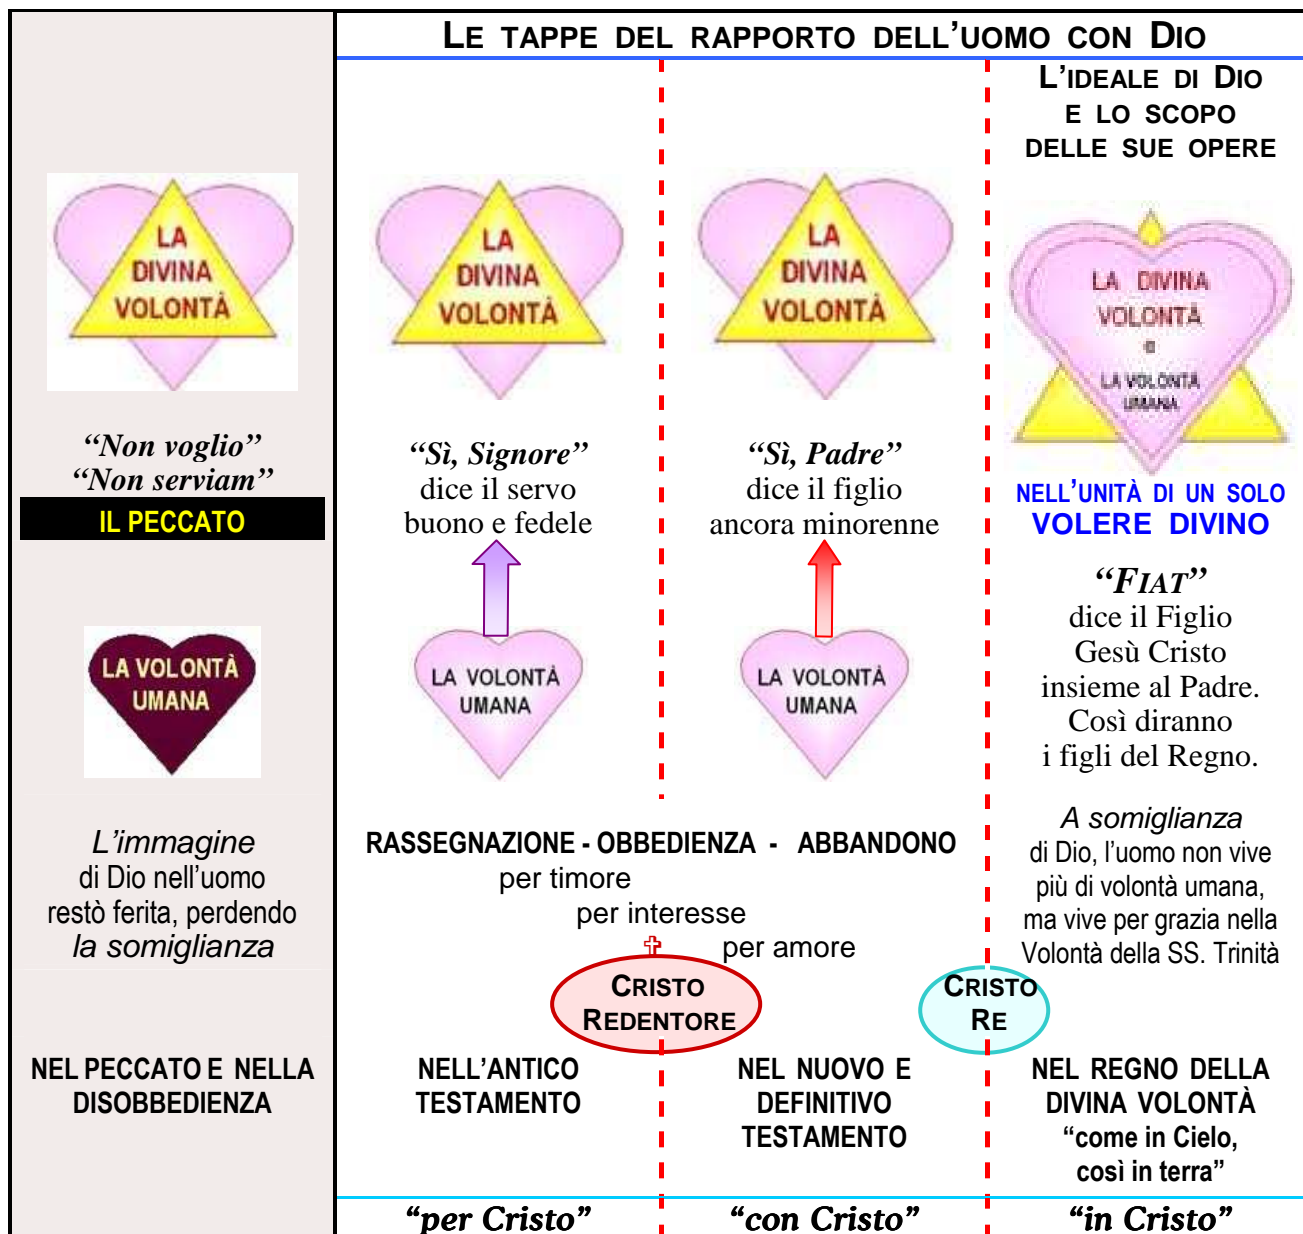 LE TAPPE DEL RAPPORTO DELL'UOMO CON DIO
LA
DIVINA
VOLONTÀ
“Non voglio”
“Non serviam”
IL PECCATO
LA VOLONTÀ
UMANA
L'immagine
di Dio nell'uomo
restò ferita, perdendo
la somiglianza
NEL PECCATO E NELLA
DISOBBEDIENZA
LA
DIVINA
VOLONTÀ
“Sì, Signore”
dice il servo
buono e fedele
LA VOLONTÀ
UMANA
LA
DIVINA
VOLONTÀ
“Sì, Padre”
dice il figlio
ancora minorenne
LA VOLONTÀ
UMANA
RASSEGNAZIONE - OBBEDIENZA - ABBANDONO
per timore
per interesse
✞ per amore
CRISTO
REDENTORE
NELL'ANTICO
TESTAMENTO
“per Cristo”
NEL NUOVO E
DEFINITIVO
TESTAMENTO
“con Cristo”
L'IDEALE DI DIO
E LO SCOPO
DELLE SUE OPERE
LA DIVINA
VOLONTÀ
e
LA VOLONTÀ
UMANA
NELL'UNITÀ DI UN SOLO
VOLERE DIVINO
“FIAT”
dice il Figlio
Gesù Cristo
insieme al Padre.
Così diranno
i figli del Regno.
A somiglianza
di Dio, l'uomo non vive
più di volontà umana,
ma vive per grazia nella
Volontà della SS. Trinità
CRISTO
RE
NEL REGNO DELLA
DIVINA VOLONTÀ
“come in Cielo,
così in terra”
“in Cristo”